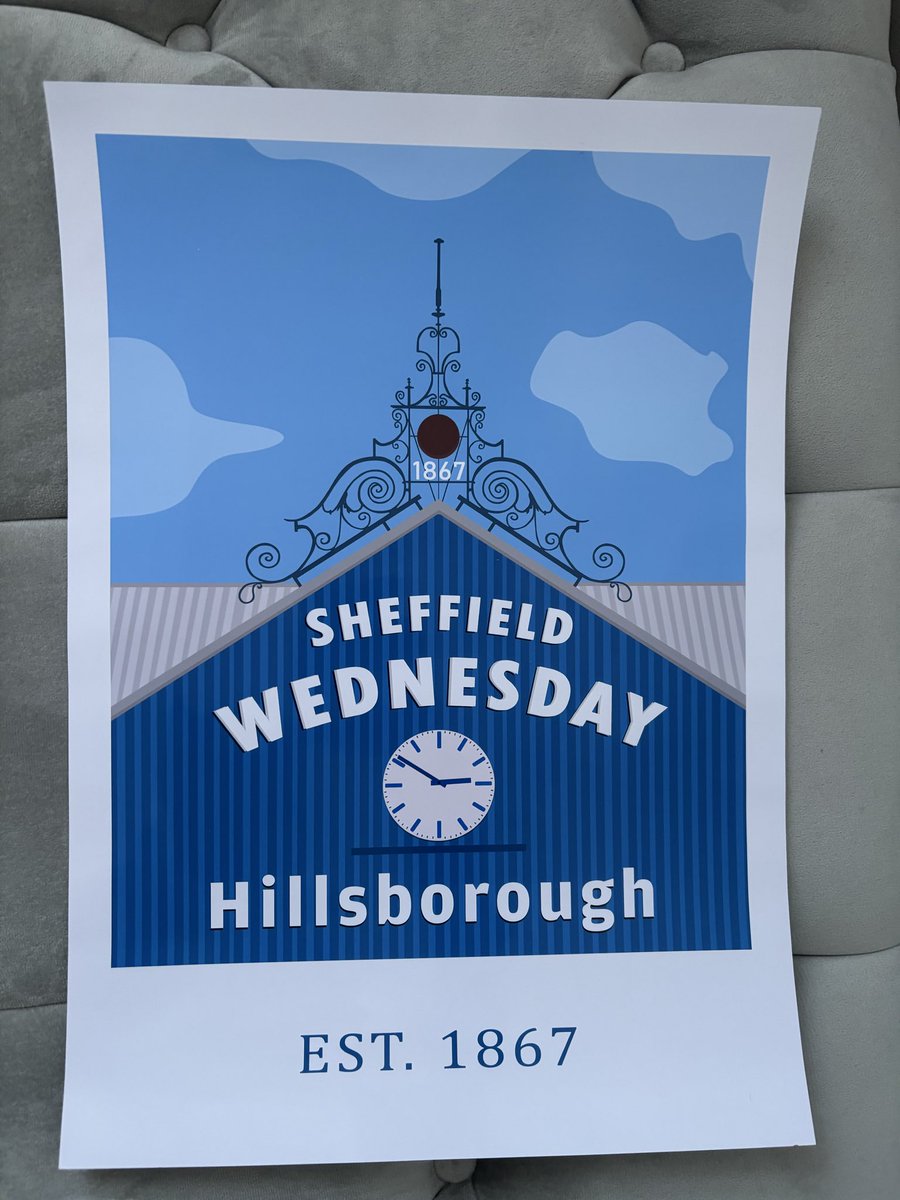 1867
SHEFFIELD
WEDNESDAY
Hillsborough
EST. 1867